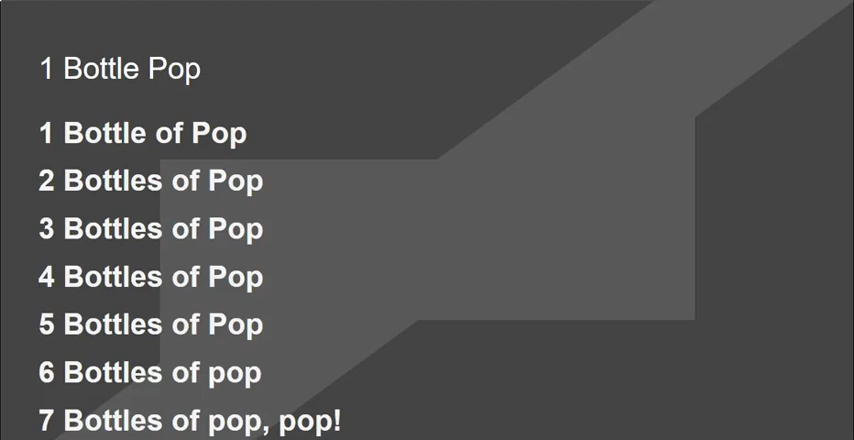 1 Bottle Pop
1 Bottle of Pop
2 Bottles of Pop
3 Bottles of Pop
4 Bottles of Pop
5 Bottles of Pop
6 Bottles of pop
7 Bottles of pop, pop!